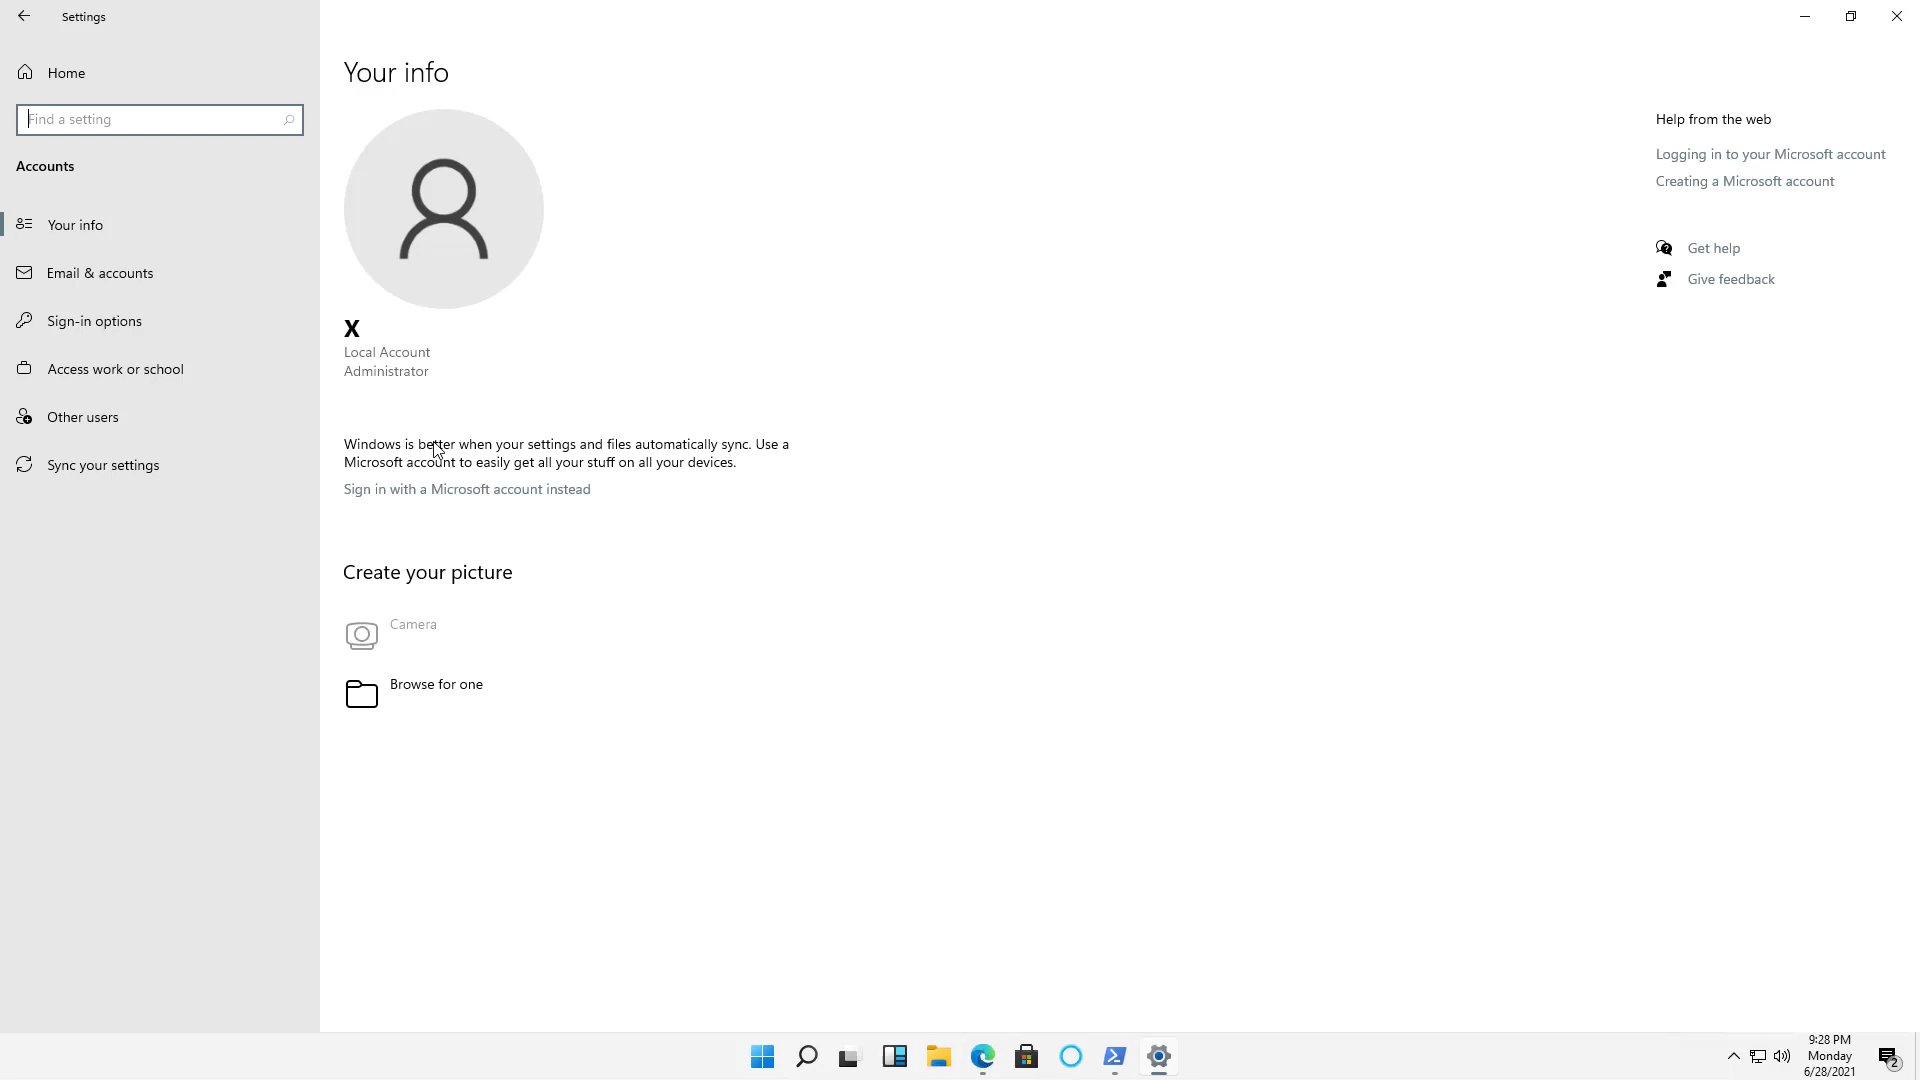 Settings
Home
Find a setting
Accounts
Your info
Email & accounts
Sign-in options
Access work or school
Other users
Sync your settings
Your info
X
Local Account
Administrator
Windows is better when your settings and files automatically sync. Use a
Microsoft account to easily get all your stuff on all your devices.
Sign in with a Microsoft account instead
Create your picture
Camera
Browse for one
Help from the web
Logging in to your Microsoft account
Creating a Microsoft account
Get help
Give feedback
9:28 PM
Monday
6/28/2021
2